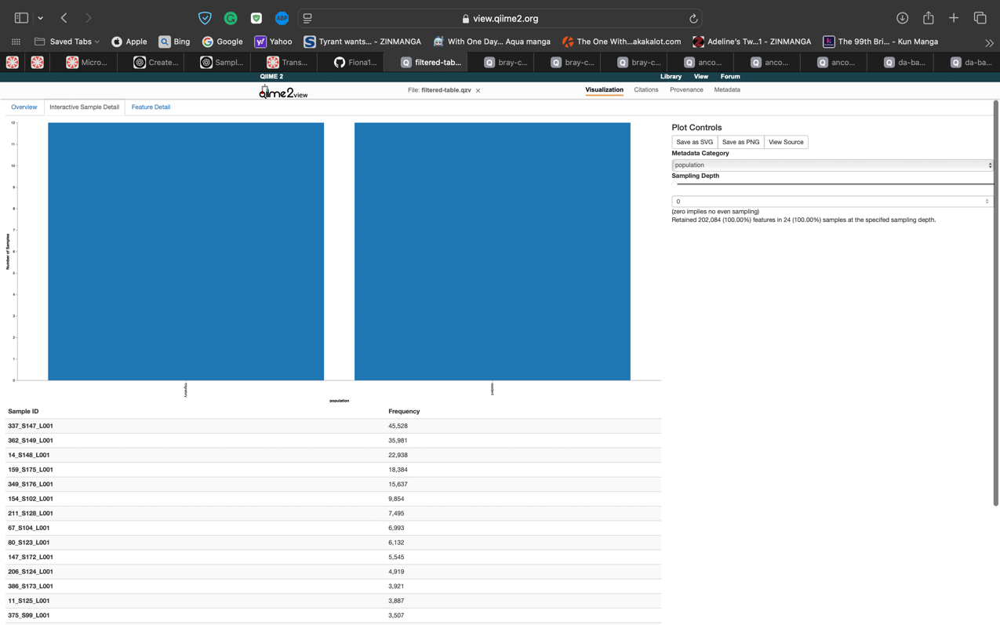 view.qiime2.org
ABP
Saved Tabs
Apple
Bing
Google
Yahoo
Tyrant wants... - ZINMANGA
With One Day... Aqua manga
The One With...akakalot.com
Adeline's Tw...1 - ZINMANGA
The 99th Bri... - Kun Manga
Micro...
Create...
Sampl...
Trans...
Fiona1...
filtered-tab...
bray-c...
bray-c...
bray-c...
anco...
anco...
anco...
da-ba...
da-ba...
QIIME 2
Library
View
Forum
qiime2view
File: filtered-table.qzv
Visualization
Citations
Provenance
Metadata
Overview
Interactive Sample Detail
Feature Detail
12
11
10
9
8
7
6
5
4
3
2
1
0
Number of Samples
migratory
resident
population
Plot Controls
Save as SVG
Save as PNG
View Source
Metadata Category
population
Sampling Depth
0
(zero implies no even sampling)
Retained 202,084 (100.00%) features in 24 (100.00%) samples at the specifed sampling depth.
Sample ID Frequency
337_S147_L001 45,528
362_S149_L001 35,981
14_S148_L001 22,938
159_S175_L001 18,384
349_S176_L001 15,637
154_S102_L001 9,854
211_S128_L001 7,495
67_S104_L001 6,993
80_S123_L001 6,132
147_S172_L001 5,545
206_S124_L001 4,919
386_S173_L001 3,921
11_S125_L001 3,887
375_S99_L001 3,507